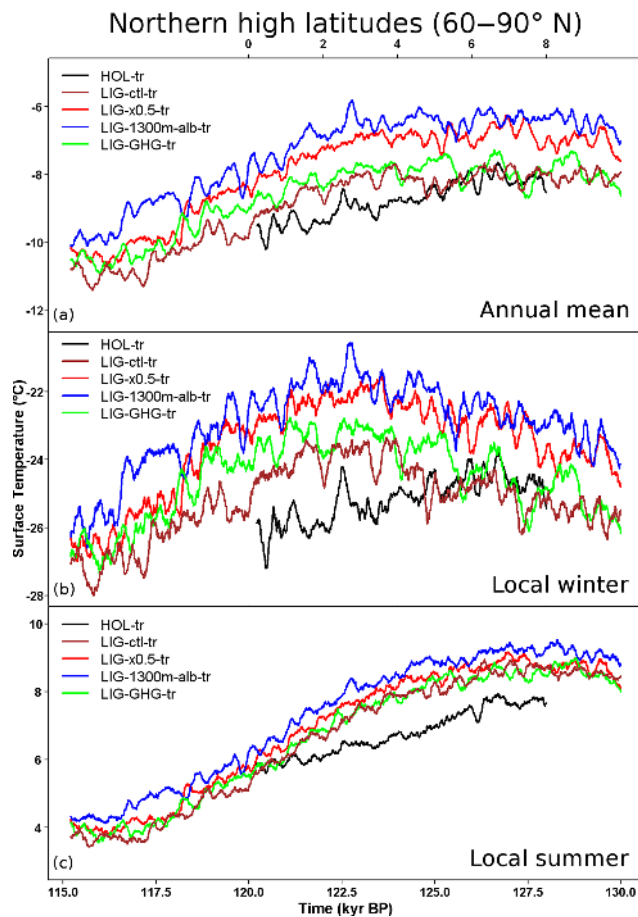 Northern high latitudes (60−90° N)
0 2 4 6 8
HOL-tr
LIG-ctl-tr
LIG-x0.5-tr
LIG-1300m-alb-tr
LIG-GHG-tr
-6
-8
-10
-12
(a)
Annual mean
HOL-tr
LIG-ctl-tr
LIG-x0.5-tr
LIG-1300m-alb-tr
LIG-GHG-tr
-22
-24
-26
-28
Surface Temperature (°C)
(b)
Local winter
HOL-tr
LIG-ctl-tr
LIG-x0.5-tr
LIG-1300m-alb-tr
LIG-GHG-tr
10
8
6
4
(c)
Local summer
115.0 117.5 120.0 122.5 125.0 127.5 130.0
Time (kyr BP)